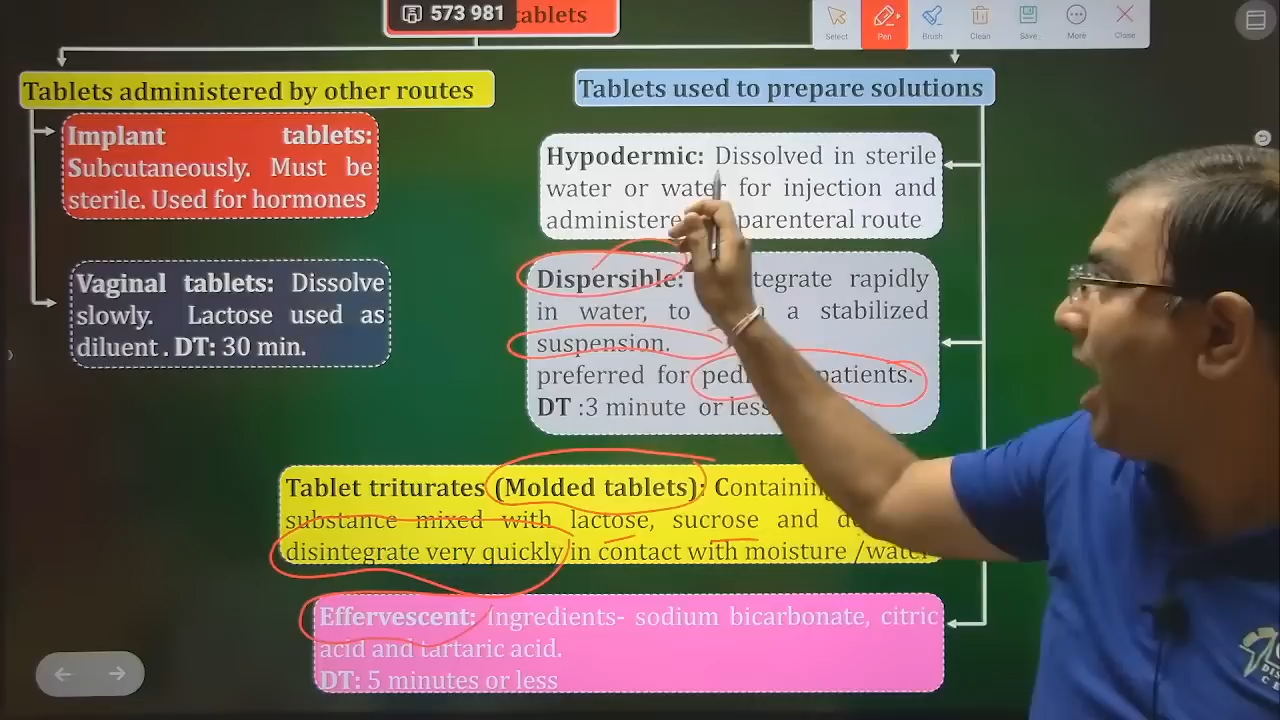 573 981 tablets
Select Pen Brush Clean Save More Close
Tablets administered by other routes
Implant tablets:
Subcutaneously. Must be
sterile. Used for hormones
Vaginal tablets: Dissolve
slowly. Lactose used as
diluent . DT: 30 min.
Tablets used to prepare solutions
Hypodermic: Dissolved in sterile
water or water for injection and
parenteral route
Dispersible: rapidly
in water, to a stabilized
suspension.
preferred for patients.
DT :3 minute or less
Tablet triturates (Molded tablets): Containing
substance mixed with lactose, sucrose and
disintegrate very quickly in contact with moisture /water
Effervescent: Ingredients- sodium bicarbonate, citric
acid and tartaric acid.
DT: 5 minutes or less